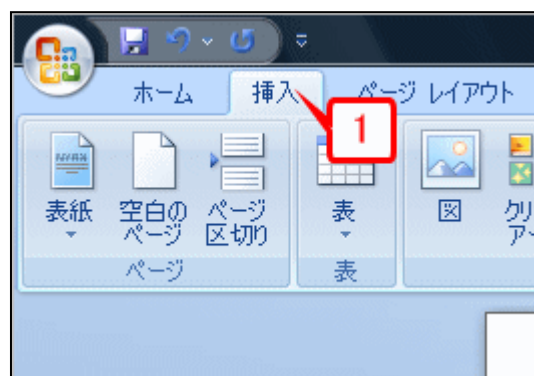 ホーム 挿入 ページ レイアウト
1
表紙 空白の ページ 表 図 クリ
ページ 区切り アー
ページ 表